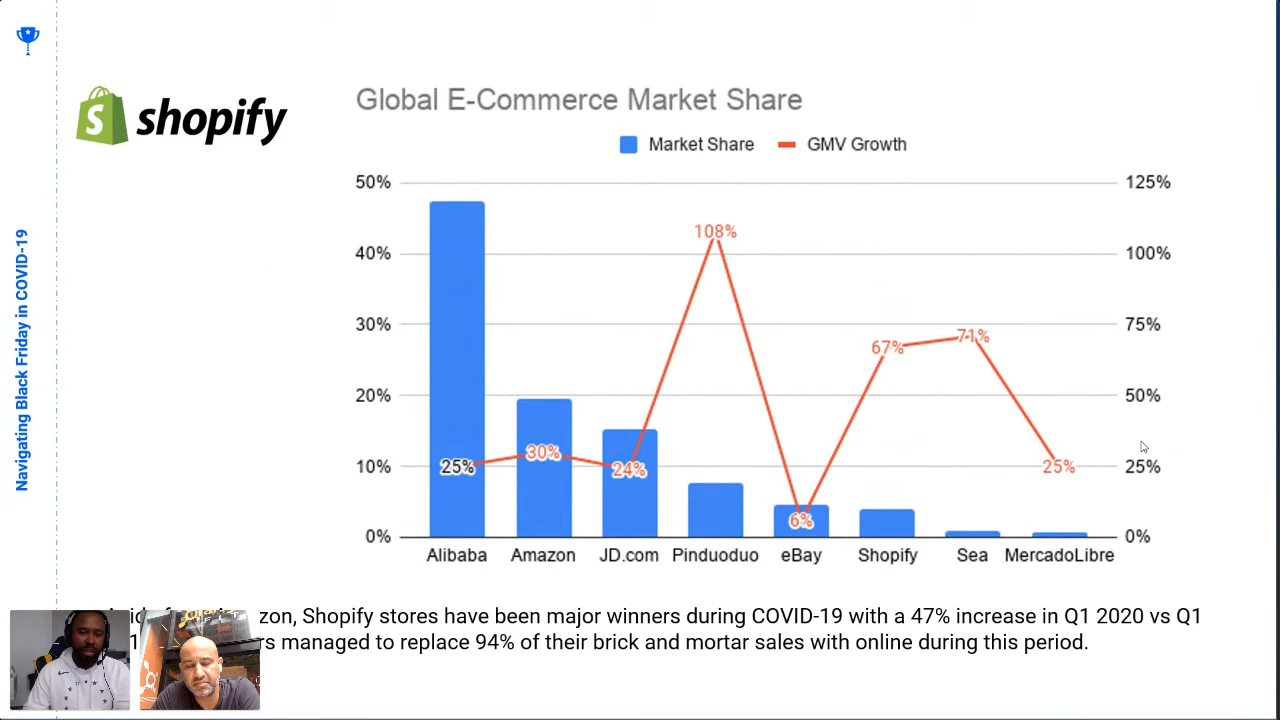 shopify
Global E-Commerce Market Share
Market Share GMV Growth
50% 125%
40% 100%
30% 75%
20% 50%
10% 25%
0% 0%
108%
71%
67%
30%
25% 24% 25%
6%
Alibaba Amazon JD.com Pinduoduo eBay Shopify Sea MercadoLibre
Navigating Black Friday in COVID-19
Shopify stores have been major winners during COVID-19 with a 47% increase in Q1 2020 vs Q1
managed to replace 94% of their brick and mortar sales with online during this period.